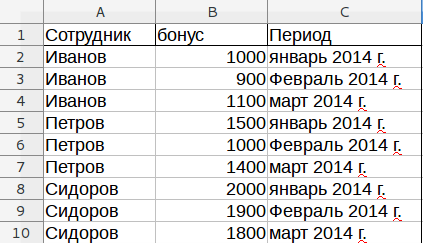 A B C
1 Сотрудник бонус Период
2 Иванов 1000 январь 2014 г.
3 Иванов 900 Февраль 2014 г.
4 Иванов 1100 март 2014 г.
5 Петров 1500 январь 2014 г.
6 Петров 1000 Февраль 2014 г.
7 Петров 1400 март 2014 г.
8 Сидоров 2000 январь 2014 г.
9 Сидоров 1900 Февраль 2014 г.
10 Сидоров 1800 март 2014 г.